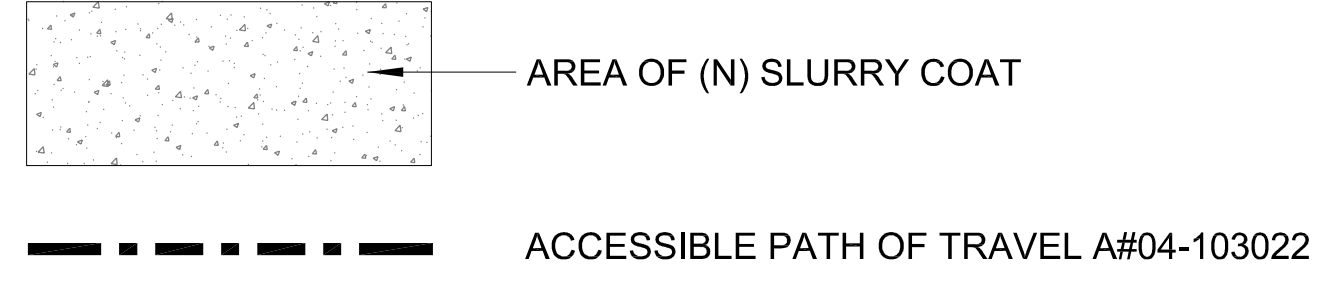 AREA OF (N) SLURRY COAT
ACCESSIBLE PATH OF TRAVEL A#04-103022